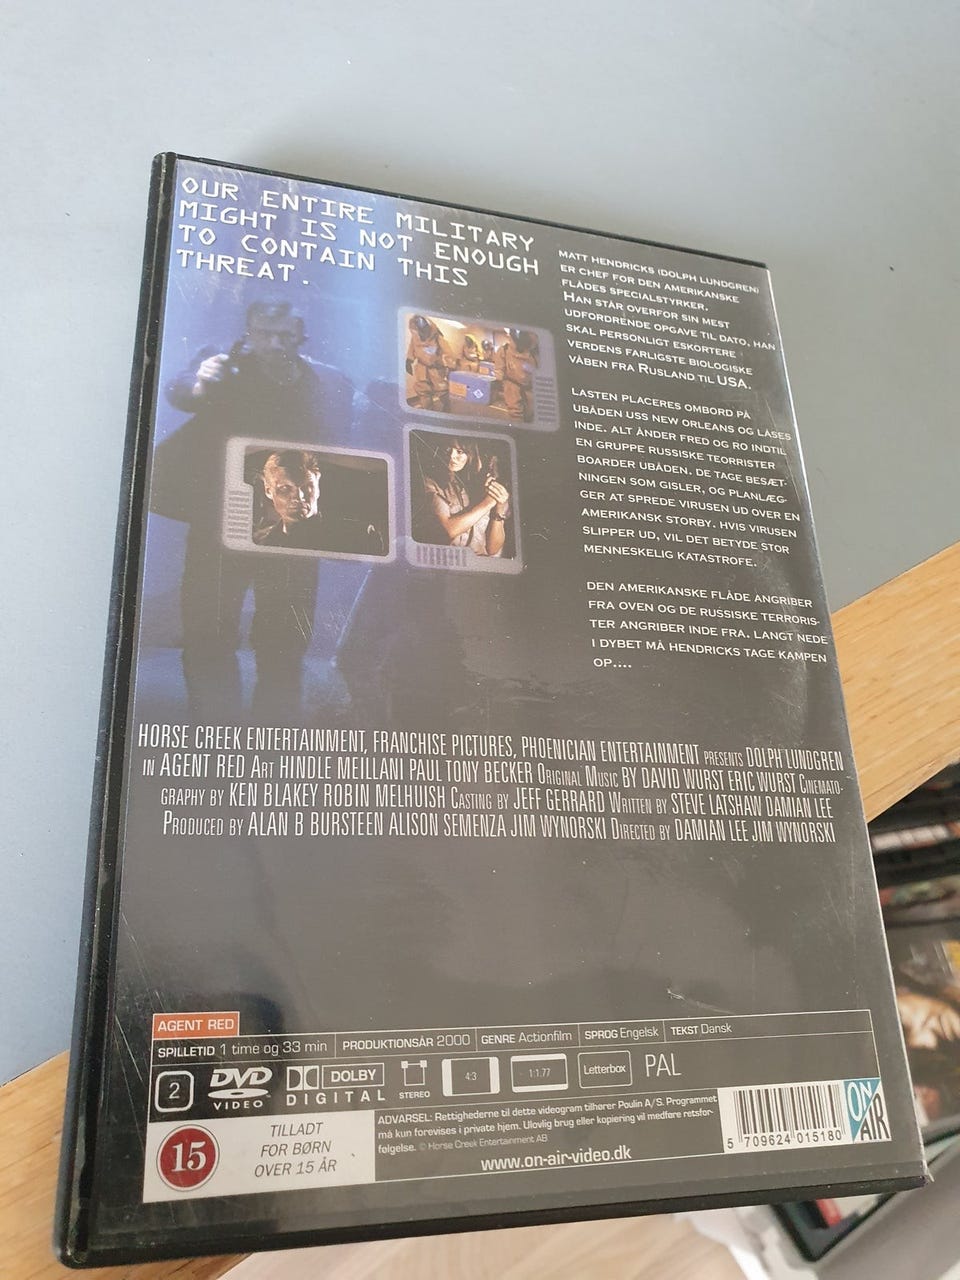 OUR ENTIRE MILITARY
MIGHT IS NOT ENOUGH
TO CONTAIN THIS
THREAT.
MATT HENDRICKS (DOLPH LUNDGREN)
ER CHEF FOR DEN AMERIKANSKE
FLÅDES SPECIALSTYRKER.
HAN STÅR OVERFOR SIN MEST
UDFORDRENDE OPGAVE TIL DATO. HAN
SKAL PERSONLIGT ESKORTERE
VERDENS FARLIGSTE BIOLOGISKE
VÅBEN FRA RUSLAND TIL USA.
LASTEN PLACERES OMBORD PÅ
UBÅDEN USS NEW ORLEANS OG LÅSES
INDE. ALT ÅNDER FRED OG RO INDTIL
EN GRUPPE RUSSISKE TEORRISTER
BOARDER UBÅDEN. DE TAGE BESÆT-
NINGEN SOM GISLER, OG PLANLÆG-
GER AT SPREDE VIRUSEN UD OVER EN
AMERIKANSK STORBY. HVIS VIRUSEN
SLIPPER UD, VIL DET BETYDE STOR
MENNESKELIG KATASTROFE.
DEN AMERIKANSKE FLÅDE ANGRIBER
FRA OVEN OG DE RUSSISKE TERRORIS-
TER ANGRIBER INDE FRA. LANGT NEDE
I DYBET MÅ HENDRICKS TAGE KAMPEN
OP....
HORSE CREEK ENTERTAINMENT, FRANCHISE PICTURES, PHOENICIAN ENTERTAINMENT PRESENTS DOLPH LUNDGREN
IN AGENT RED ART HINDLE MEILLANI PAUL TONY BECKER ORIGINAL MUSIC BY DAVID WURST ERIC WURST CINEMATO-
GRAPHY BY KEN BLAKEY ROBIN MELHUISH CASTING BY JEFF GERRARD WRITTEN BY STEVE LATSHAW DAMIAN LEE
PRODUCED BY ALAN B BURSTEEN ALISON SEMENZA JIM WYNORSKI DIRECTED BY DAMIAN LEE JIM WYNORSKI
AGENT RED
SPILLETID 1 time og 33 min PRODUKTIONSÅR 2000 GENRE Actionfilm SPROG Engelsk TEKST Dansk
2 DVD VIDEO DOLBY DIGITAL STEREO 4:3 1:1.77 Letterbox PAL
15
TILLADT
FOR BØRN
OVER 15 ÅR
ADVARSEL: Rettighederne til dette videogram tilhører Poulin A/S. Programmet
må kun forevises i private hjem. Ulovlig brug eller kopiering vil medføre retsfor-
følgelse. © Horse Creek Entertainment AB
www.on-air-video.dk
5 709624 015180
ON
AIR